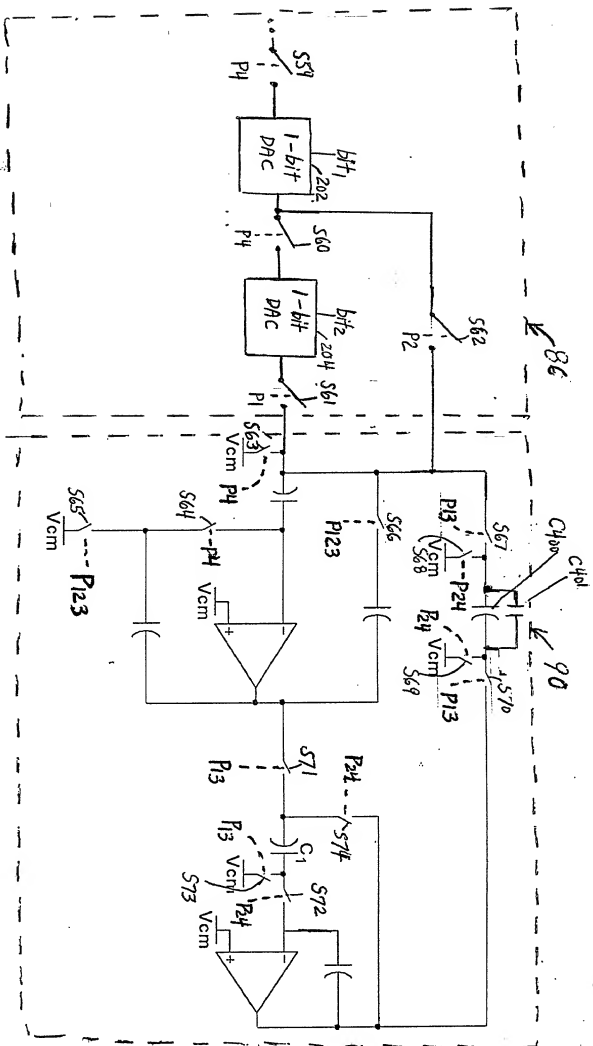 S59
P4
bit1
202
1-bit
DAC
S60
P4
bit2
204
1-bit
DAC
S61
P1
S62
P2
86
S63
Vcm
P4
S64
P4
S65
Vcm
P123
S66
P123
S67
P13
Vcm
S68
P24
C400
C401
90
P24
Vcm
S69
P13
S70
Vcm
+
-
S71
P13
P24
S74
C1
P13
Vcm
S73
S72
P24
Vcm
+
-